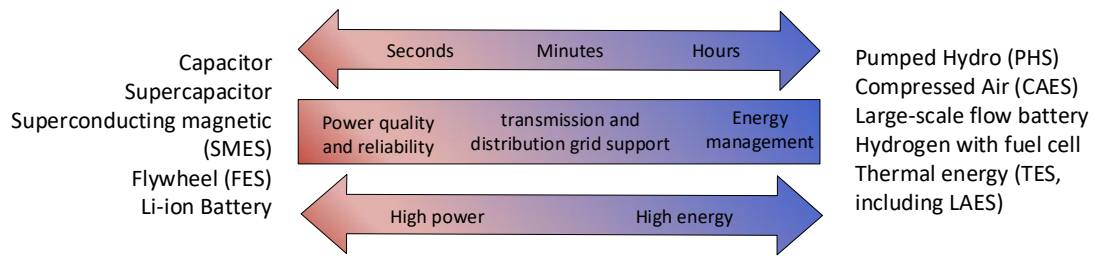 Capacitor
Supercapacitor
Superconducting magnetic
(SMES)
Flywheel (FES)
Li-ion Battery
Seconds Minutes Hours
Power quality
and reliability
transmission and
distribution grid support
Energy
management
High power High energy
Pumped Hydro (PHS)
Compressed Air (CAES)
Large-scale flow battery
Hydrogen with fuel cell
Thermal energy (TES,
including LAES)